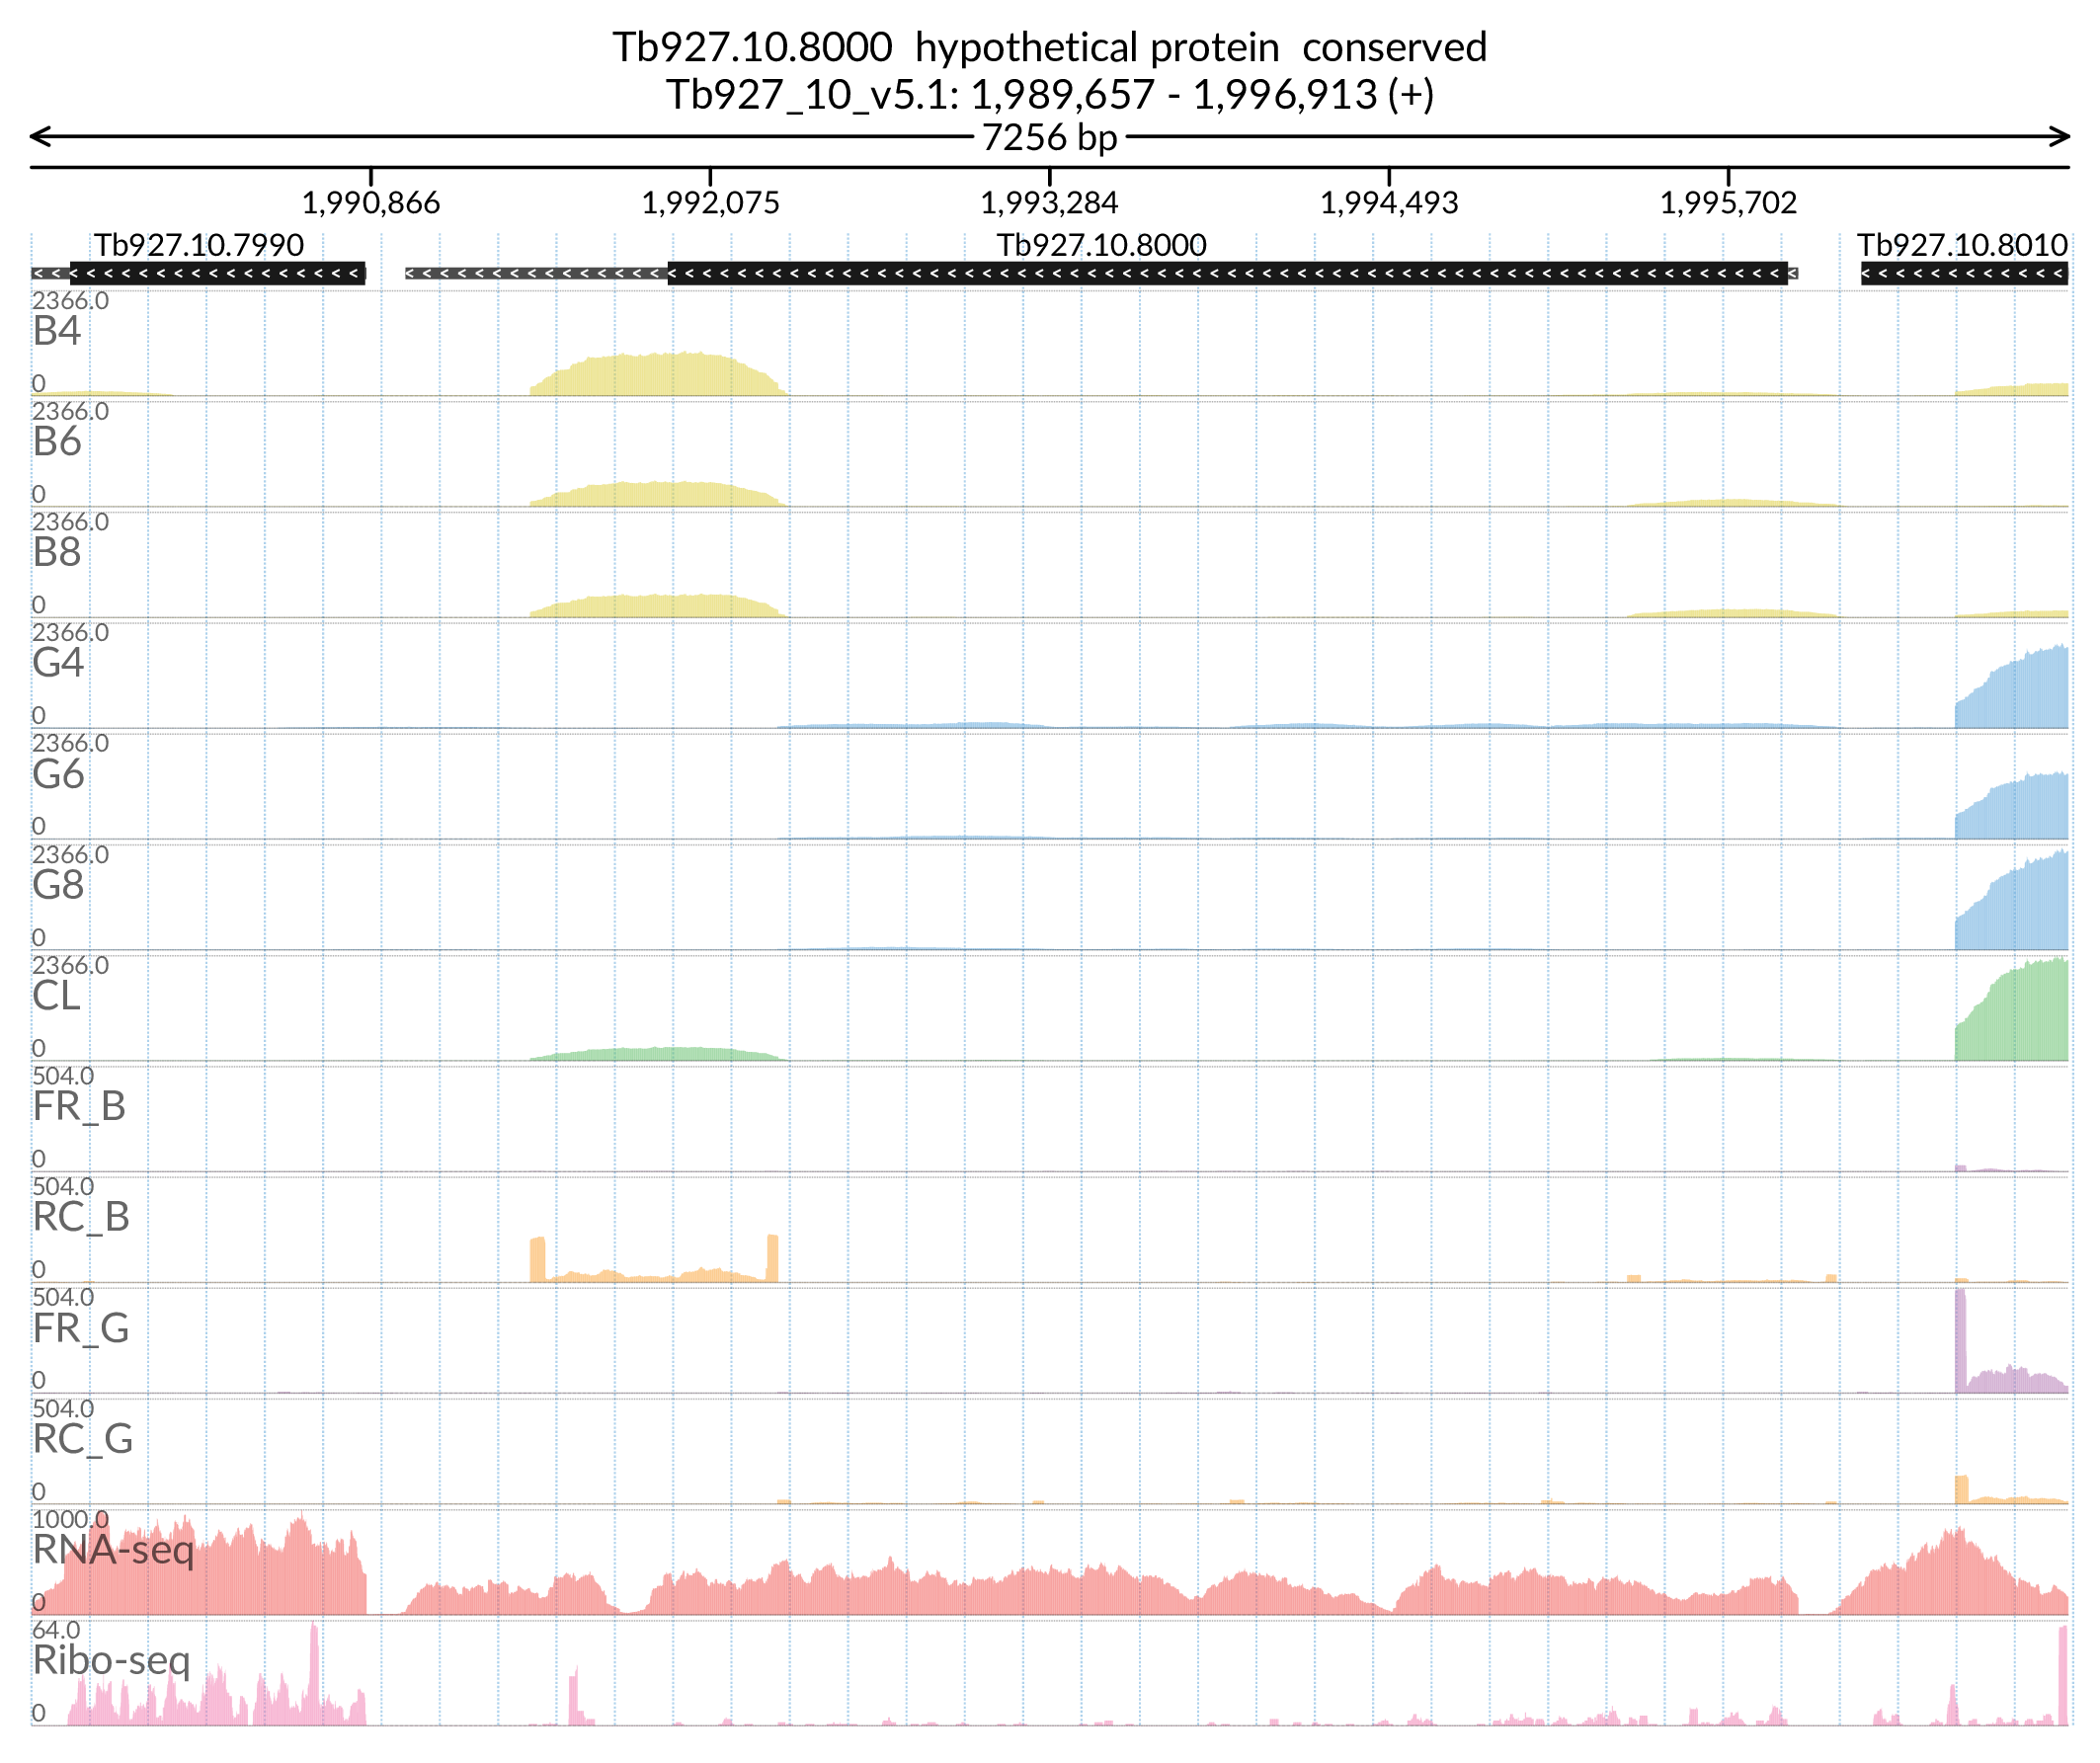 Tb927.10.8000 hypothetical protein conserved
Tb927_10_v5.1: 1,989,657 - 1,996,913 (+)
7256 bp
1,990,866 1,992,075 1,993,284 1,994,493 1,995,702
Tb927.10.7990 Tb927.10.8000 Tb927.10.8010
2366.0
B4
0
2366.0
B6
0
2366.0
B8
0
2366.0
G4
0
2366.0
G6
0
2366.0
G8
0
2366.0
CL
0
504.0
FR_B
0
504.0
RC_B
0
504.0
FR_G
0
504.0
RC_G
0
1000.0
RNA-seq
0
64.0
Ribo-seq
0